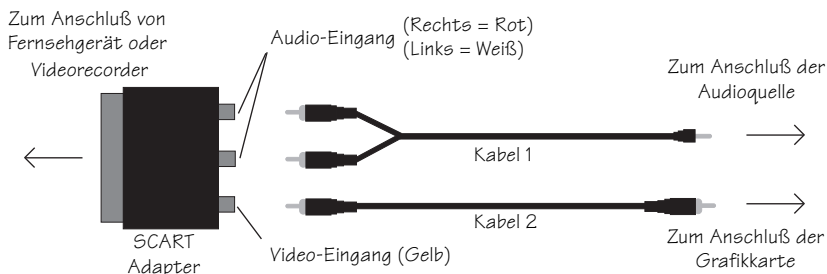 Zum Anschluß von
Fernsehgerät oder
Videorecorder
Audio-Eingang
(Rechts = Rot)
(Links = Weiß)
Zum Anschluß der
Audioquelle
Kabel 1
Kabel 2
SCART
Adapter
Video-Eingang (Gelb)
Zum Anschluß der
Grafikkarte